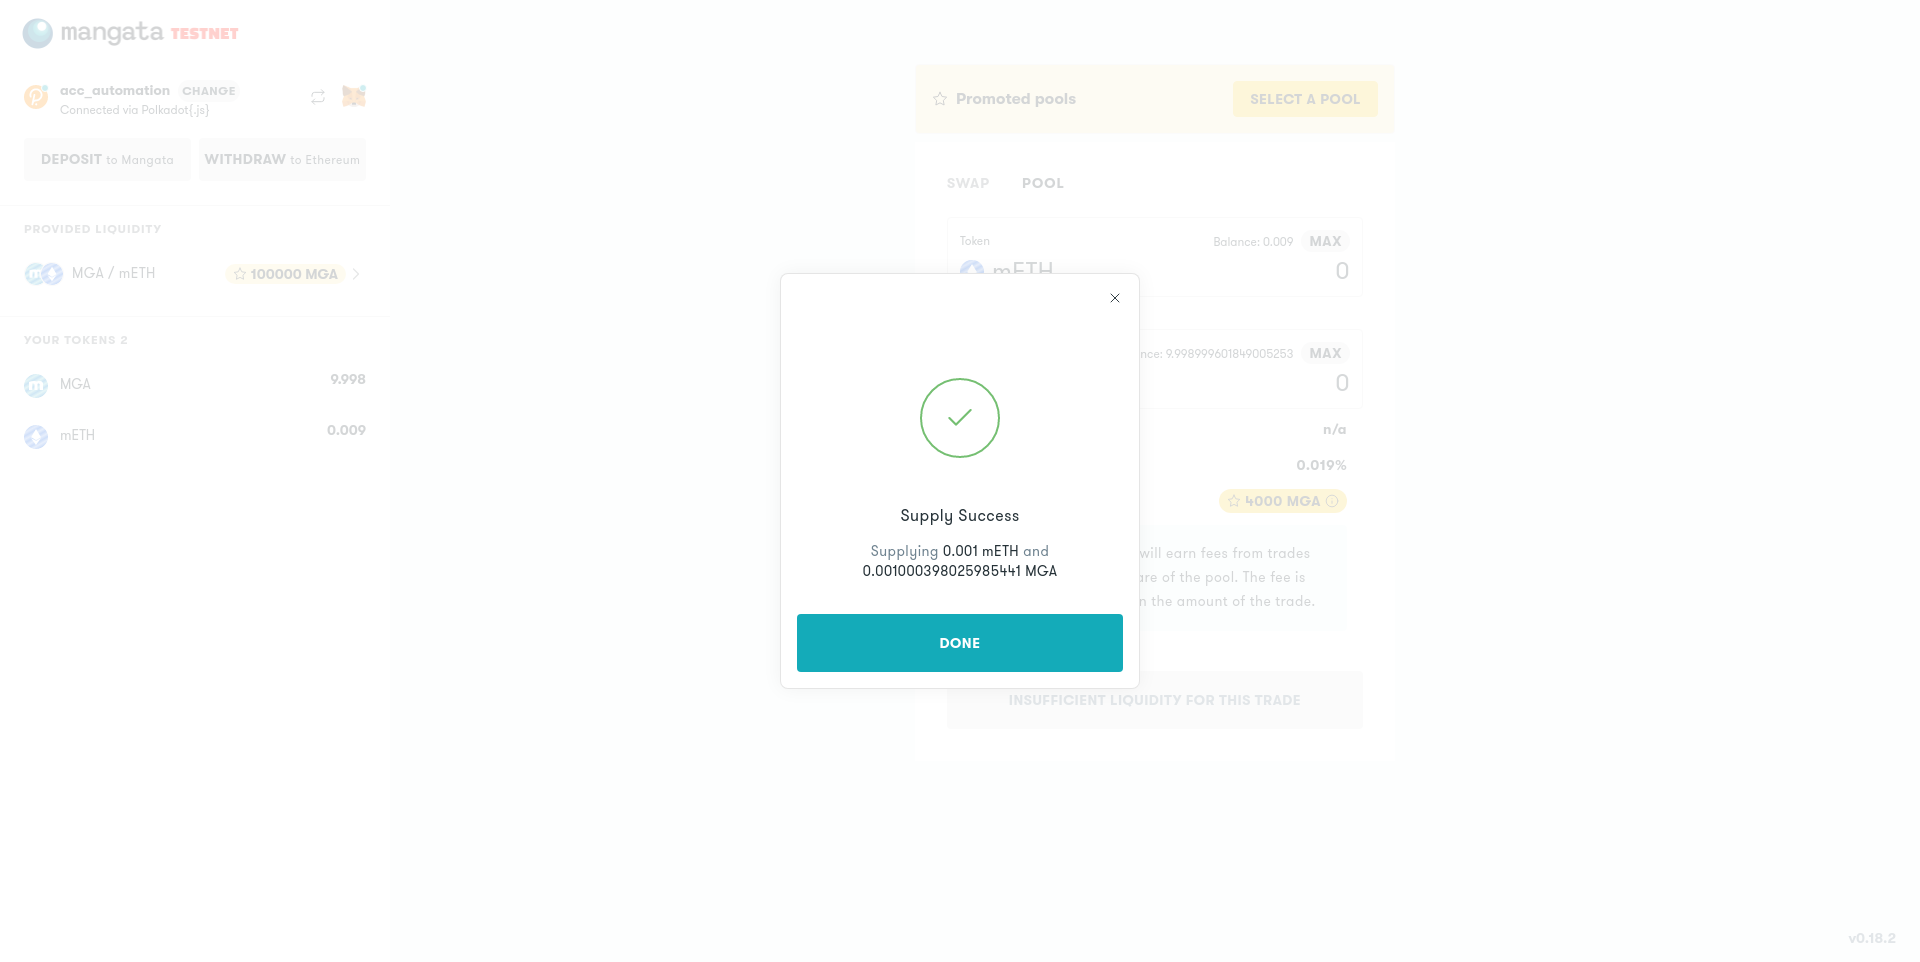 mangata TESTNET
acc_automation CHANGE
Connected via Polkadot{.js}
DEPOSIT to Mangata
WITHDRAW to Ethereum
PROVIDED LIQUIDITY
MGA / mETH 100000 MGA
YOUR TOKENS 2
MGA 9.998
mETH 0.009
Promoted pools
SELECT A POOL
SWAP POOL
Token
Balance: 0.009 MAX
mETH 0
nce: 9.998999601849005253 MAX
0
n/a
0.019%
4000 MGA
will earn fees from trades
are of the pool. The fee is
n the amount of the trade.
INSUFFICIENT LIQUIDITY FOR THIS TRADE
Supply Success
Supplying 0.001 mETH and
0.001000398025985441 MGA
DONE
v0.18.2